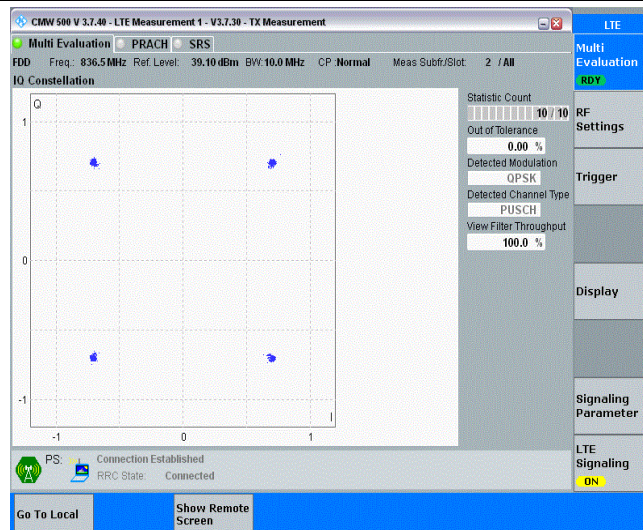 CMW 500 V 3.7.40 - LTE Measurement 1 - V3.7.30 - TX Measurement
LTE
Multi Evaluation PRACH SRS
Multi
Evaluation
RDY
FDD Freq.: 836.5 MHz Ref. Level: 39.10 dBm BW: 10.0 MHz CP :Normal Meas Subfr./Slot: 2 / All
IQ Constellation
Q
1
0
-1
-1 0 1
I
Statistic Count
10 / 10
Out of Tolerance
0.00 %
Detected Modulation
QPSK
Detected Channel Type
PUSCH
View Filter Throughput
100.0 %
RF
Settings
Trigger
Display
Signaling
Parameter
LTE
Signaling
ON
PS: Connection Established
RRC State: Connected
Go To Local
Show Remote
Screen